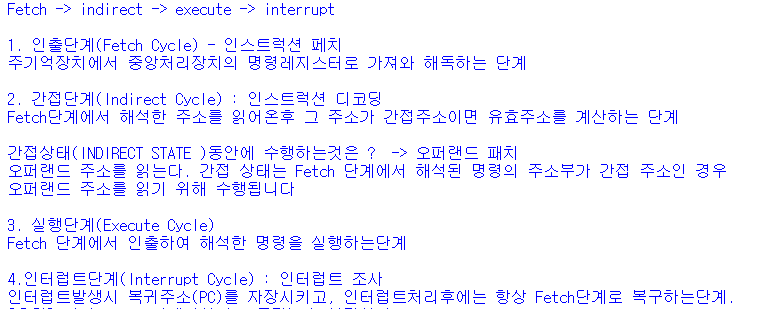 Fetch -> indirect -> execute -> interrupt
1. 인출단계(Fetch Cycle) - 인스트럭션 페치
주기억장치에서 중앙처리장치의 명령레지스터로 가져와 해독하는 단계
2. 간접단계(Indirect Cycle) : 인스트럭션 디코딩
Fetch단계에서 해석한 주소를 읽어온후 그 주소가 간접주소이면 유효주소를 계산하는 단계
간접상태(INDIRECT STATE )동안에 수행하는것은 ? -> 오퍼랜드 패치
오퍼랜드 주소를 읽는다. 간접 상태는 Fetch 단계에서 해석된 명령의 주소부가 간접 주소인 경우
오퍼랜드 주소를 읽기 위해 수행됩니다
3. 실행단계(Execute Cycle)
Fetch 단계에서 인출하여 해석한 명령을 실행하는단계
4.인터럽트단계(Interrupt Cycle) : 인터럽트 조사
인터럽트발생시 복귀주소(PC)를 자장시키고, 인터럽트처리후에는 항상 Fetch단계로 복구하는단계.